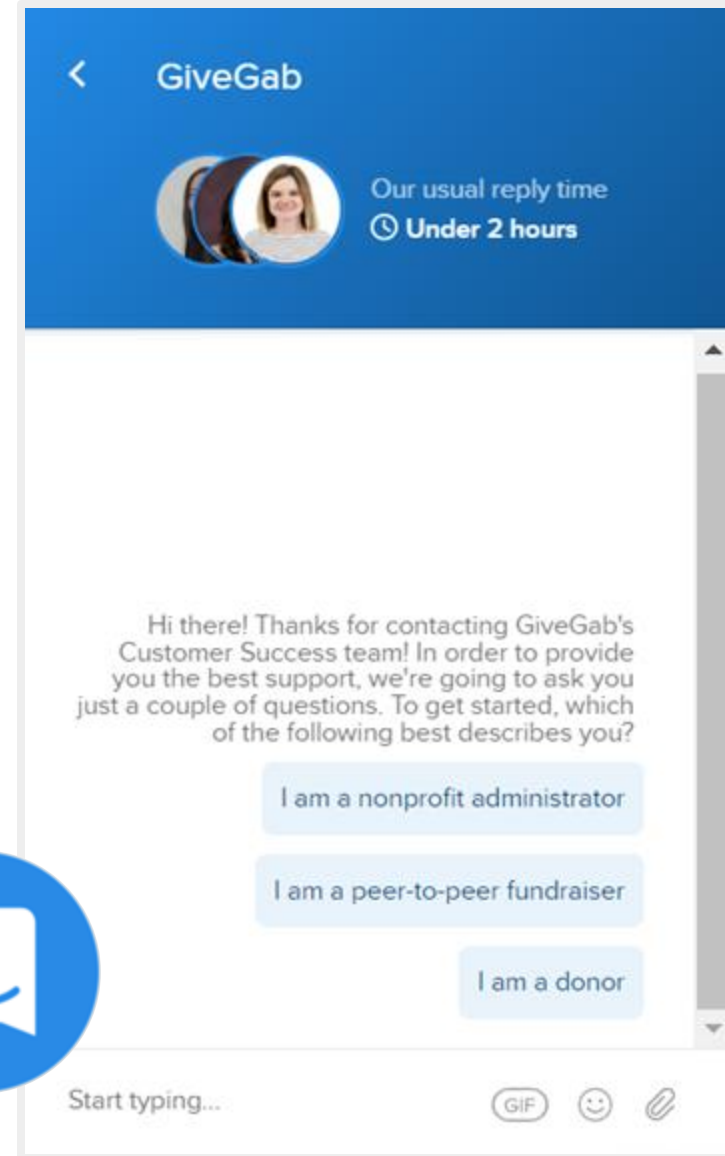 GiveGab
Our usual reply time
Under 2 hours
Hi there! Thanks for contacting GiveGab's
Customer Success team! In order to provide
you the best support, we're going to ask you
just a couple of questions. To get started, which
of the following best describes you?
I am a nonprofit administrator
I am a peer-to-peer fundraiser
I am a donor
Start typing...
GIF